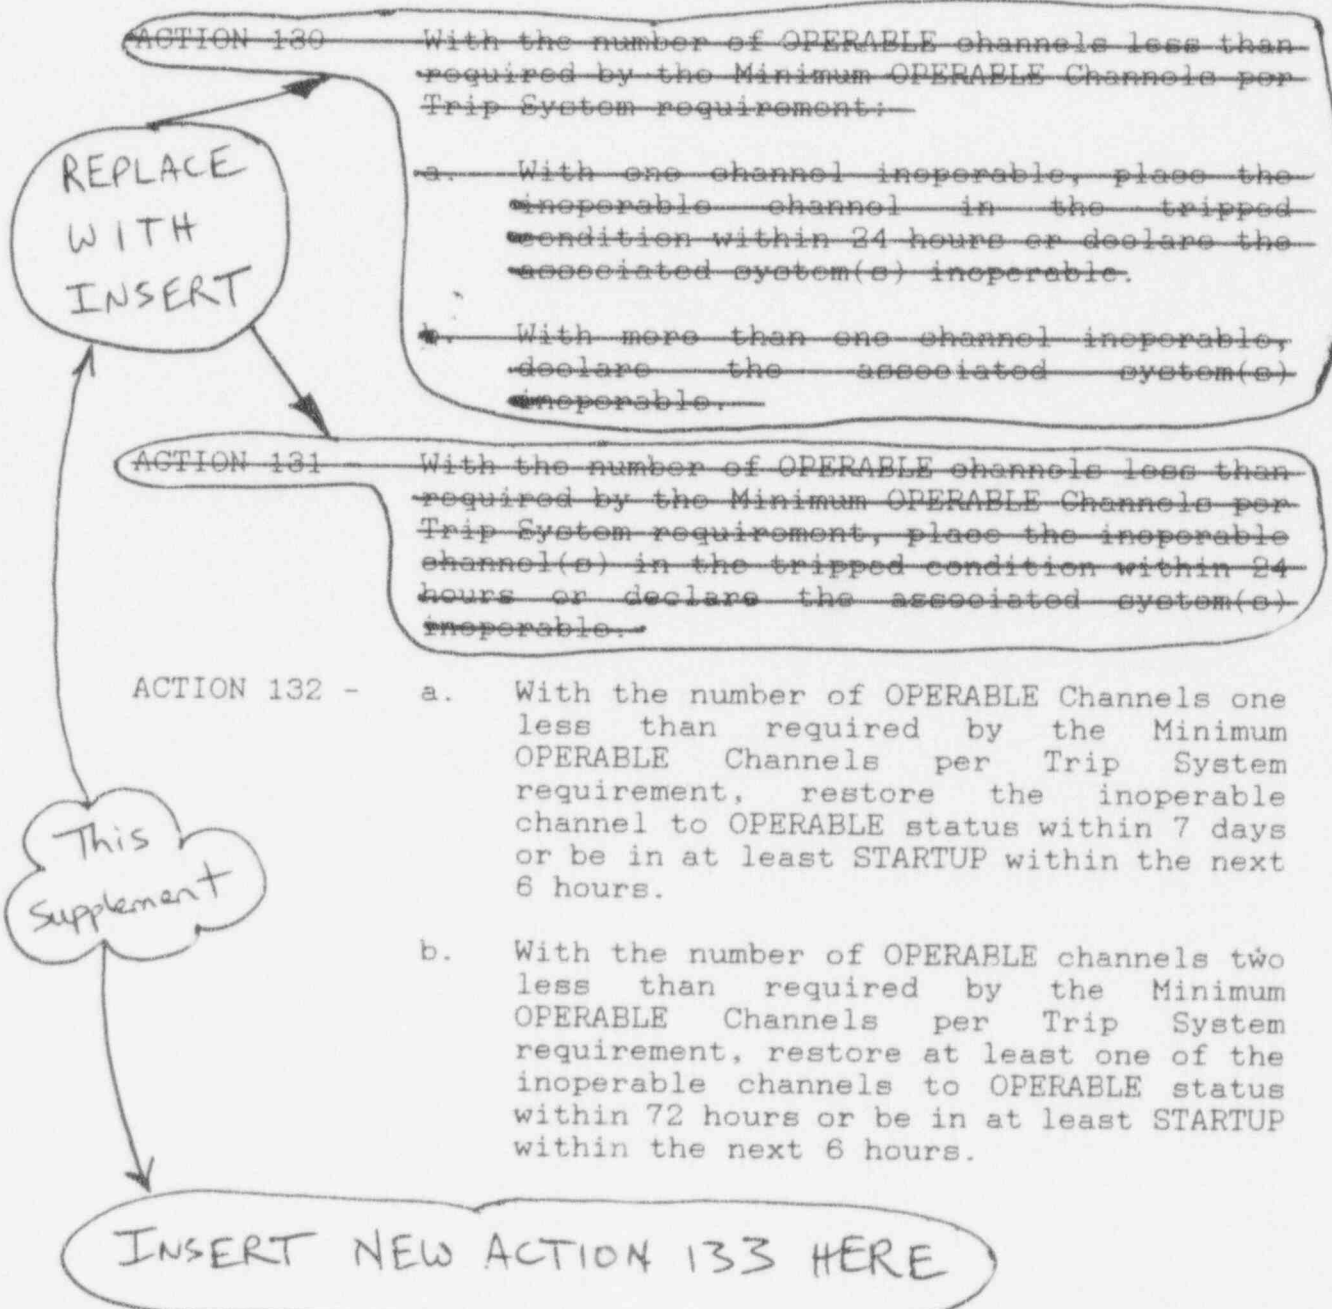 ACTION 130 With the number of OPERABLE channels less than
required by the Minimum OPERABLE Channels per
Trip System requirement:
a. With one channel inoperable, place the
inoperable channel in the tripped
condition within 24 hours or declare the
associated system(s) inoperable.
b. With more than one channel inoperable,
declare the associated system(s)
inoperable.
REPLACE
WITH
INSERT
ACTION 131 - With the number of OPERABLE channels less than
required by the Minimum OPERABLE Channels per
Trip System requirement, place the inoperable
channel(s) in the tripped condition within 24
hours or declare the associated system(s)
inoperable.
ACTION 132 - a. With the number of OPERABLE Channels one
less than required by the Minimum
OPERABLE Channels per Trip System
requirement, restore the inoperable
channel to OPERABLE status within 7 days
or be in at least STARTUP within the next
6 hours.
This
Supplement
b. With the number of OPERABLE channels two
less than required by the Minimum
OPERABLE Channels per Trip System
requirement, restore at least one of the
inoperable channels to OPERABLE status
within 72 hours or be in at least STARTUP
within the next 6 hours.
INSERT NEW ACTION 133 HERE